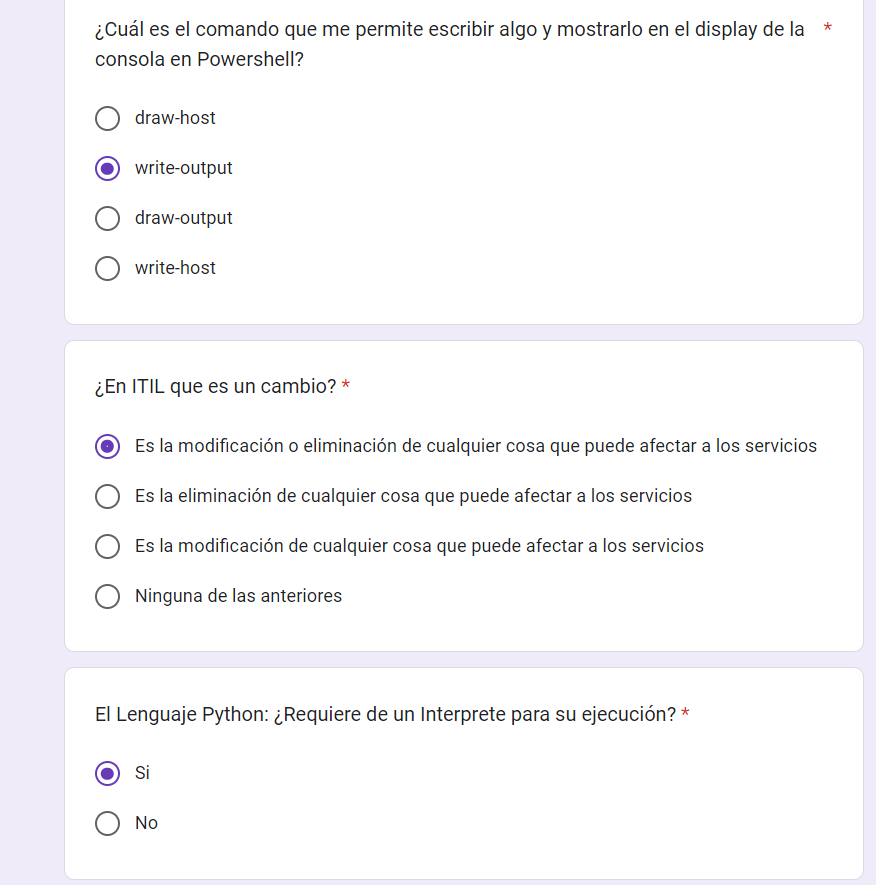 ¿Cuál es el comando que me permite escribir algo y mostrarlo en el display de la *
consola en Powershell?
draw-host
write-output
draw-output
write-host
¿En ITIL que es un cambio? *
Es la modificación o eliminación de cualquier cosa que puede afectar a los servicios
Es la eliminación de cualquier cosa que puede afectar a los servicios
Es la modificación de cualquier cosa que puede afectar a los servicios
Ninguna de las anteriores
El Lenguaje Python: ¿Requiere de un Interprete para su ejecución? *
Si
No